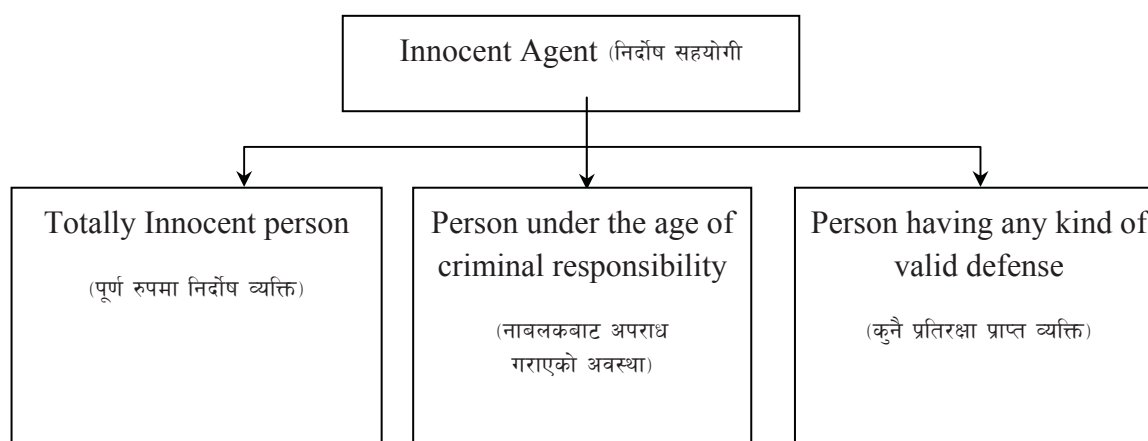 Innocent Agent (निर्दोष सहयोगी
Totally Innocent person
(पूर्ण रुपमा निर्दोष व्यक्ति)
Person under the age of
criminal responsibility
(नाबलकबाट अपराध
गराएको अवस्था)
Person having any kind of
valid defense
(कुनै प्रतिरक्षा प्राप्त व्यक्ति)